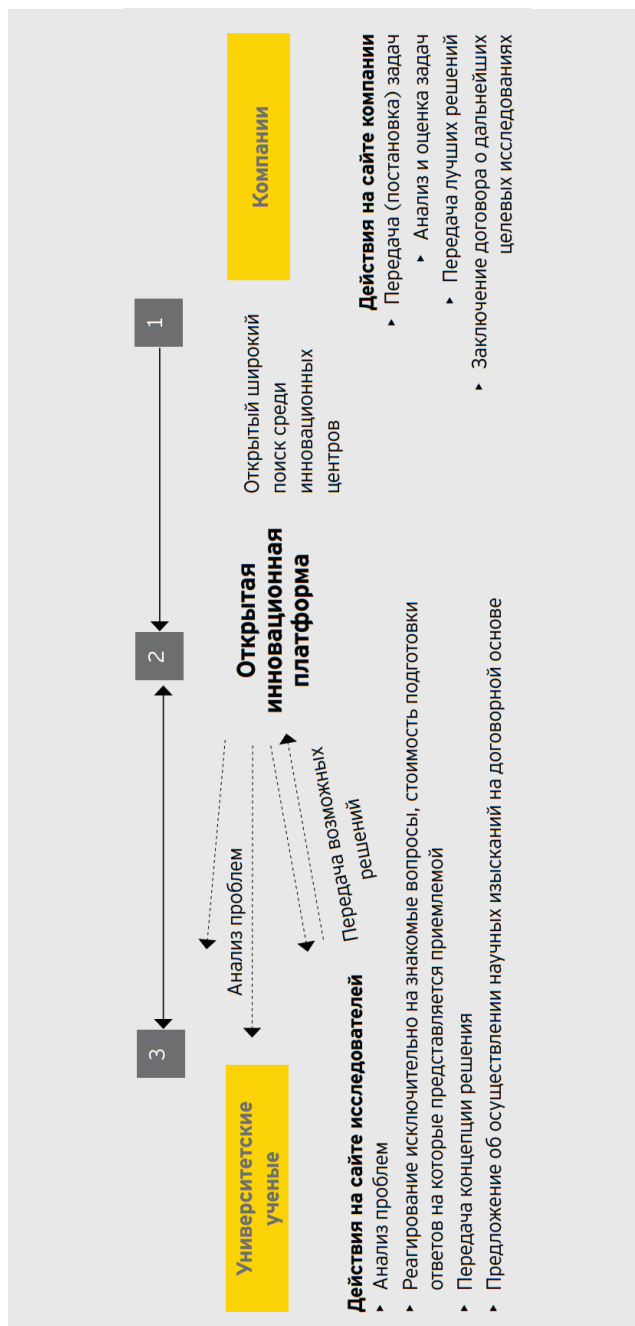 3
2
1
Университетские
ученые
Анализ проблем
Передача возможных
решений
Открытая
инновационная
платформа
Открытый широкий
поиск среди
инновационных
центров
Компании
Действия на сайте исследователей
‣ Анализ проблем
‣ Реагирование исключительно на знакомые вопросы, стоимость подготовки
ответов на которые представляется приемлемой
‣ Передача концепции решения
‣ Предложение об осуществлении научных изысканий на договорной основе
Действия на сайте компании
‣ Передача (постановка) задач
‣ Анализ и оценка задач
‣ Передача лучших решений
‣ Заключение договора о дальнейших
целевых исследованиях